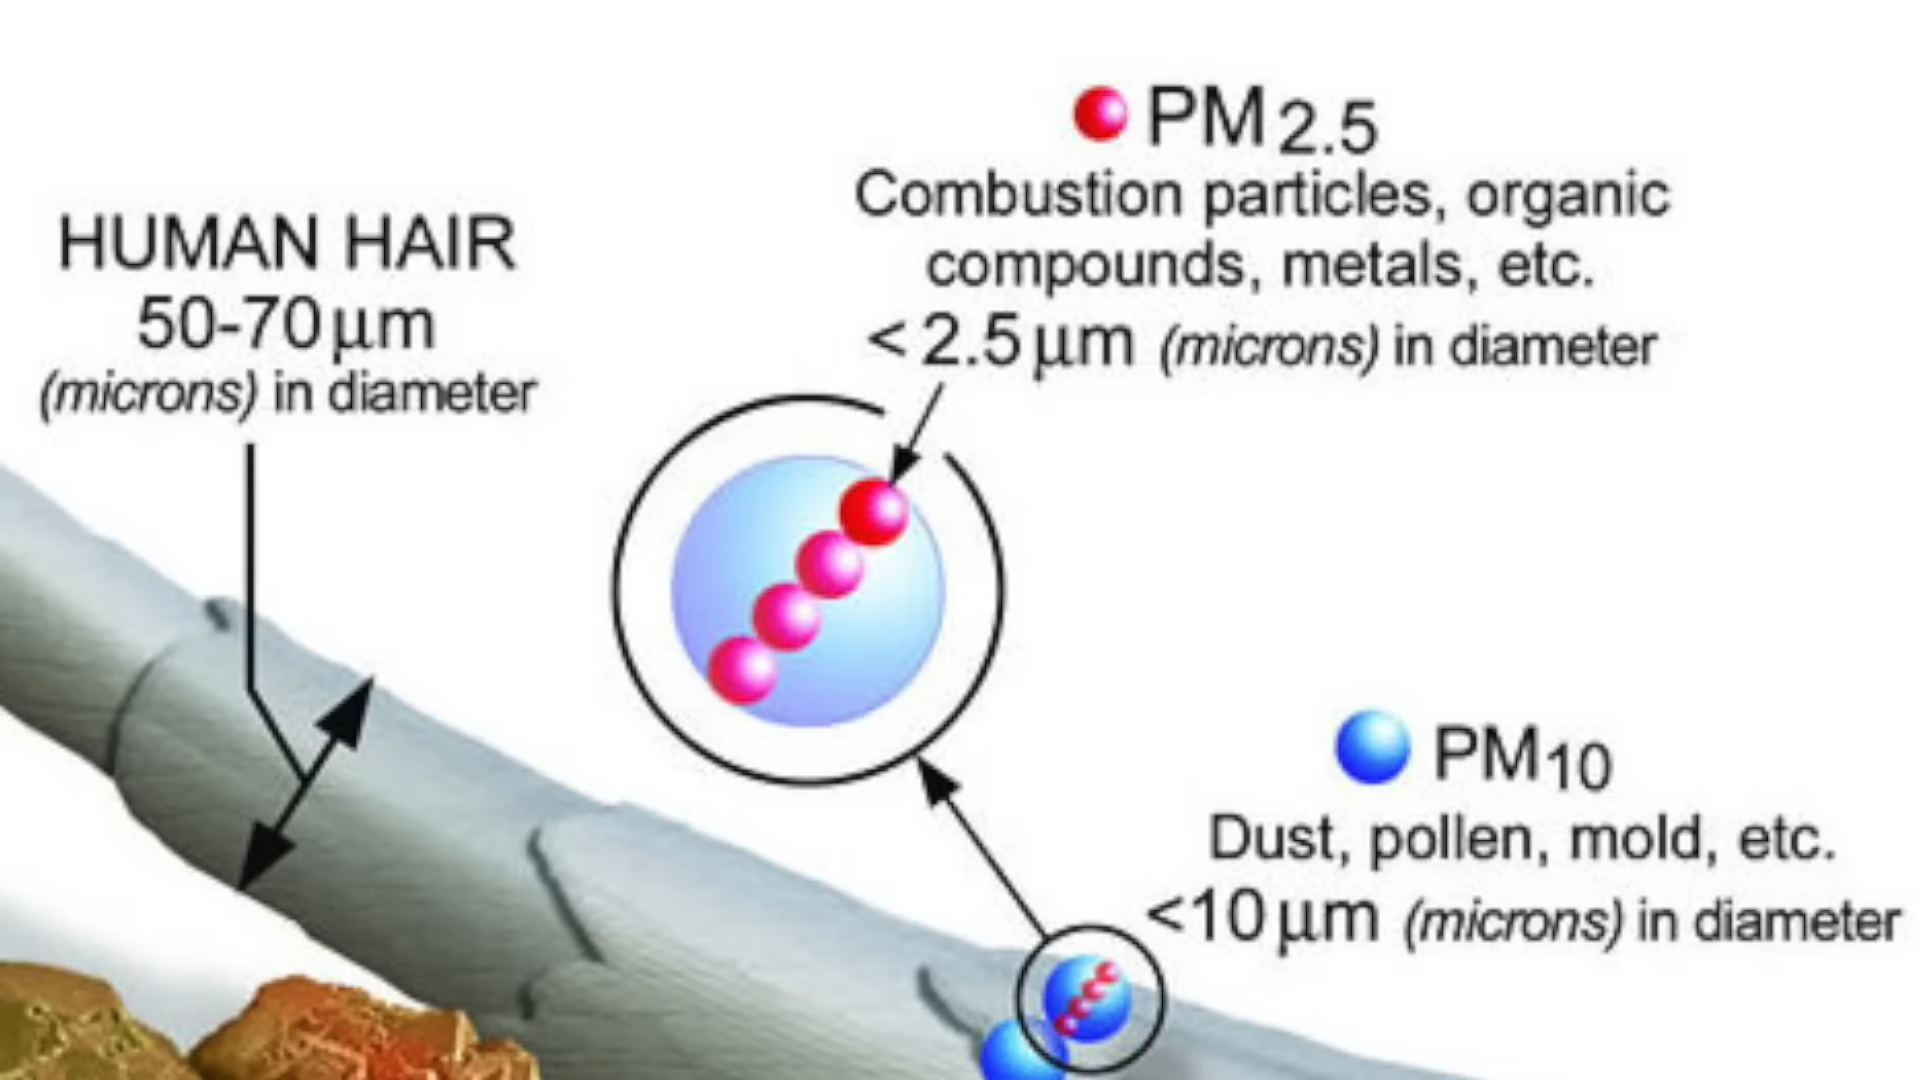 PM2.5
Combustion particles, organic
compounds, metals, etc.
<2.5 µm (microns) in diameter
HUMAN HAIR
50-70 µm
(microns) in diameter
PM10
Dust, pollen, mold, etc.
<10 µm (microns) in diameter